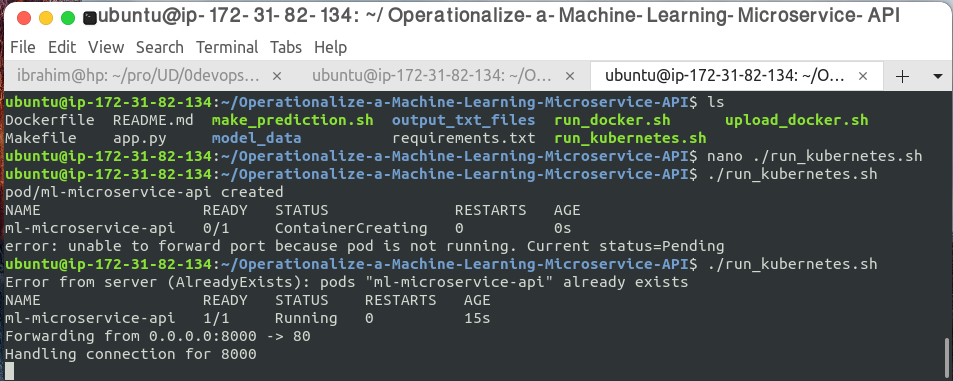 ubuntu@ip-172-31-82-134: ~/Operationalize-a-Machine-Learning-Microservice-API
File Edit View Search Terminal Tabs Help
ibrahim@hp: ~/pro/UD/0devops… × ubuntu@ip-172-31-82-134: ~/O… × ubuntu@ip-172-31-82-134: ~/O… × +
ubuntu@ip-172-31-82-134:~/Operationalize-a-Machine-Learning-Microservice-API$ ls
Dockerfile README.md make_prediction.sh output_txt_files run_docker.sh upload_docker.sh
Makefile app.py model_data requirements.txt run_kubernetes.sh
ubuntu@ip-172-31-82-134:~/Operationalize-a-Machine-Learning-Microservice-API$ nano ./run_kubernetes.sh
ubuntu@ip-172-31-82-134:~/Operationalize-a-Machine-Learning-Microservice-API$ ./run_kubernetes.sh
pod/ml-microservice-api created
NAME READY STATUS RESTARTS AGE
ml-microservice-api 0/1 ContainerCreating 0 0s
error: unable to forward port because pod is not running. Current status=Pending
ubuntu@ip-172-31-82-134:~/Operationalize-a-Machine-Learning-Microservice-API$ ./run_kubernetes.sh
Error from server (AlreadyExists): pods "ml-microservice-api" already exists
NAME READY STATUS RESTARTS AGE
ml-microservice-api 1/1 Running 0 15s
Forwarding from 0.0.0.0:8000 -> 80
Handling connection for 8000